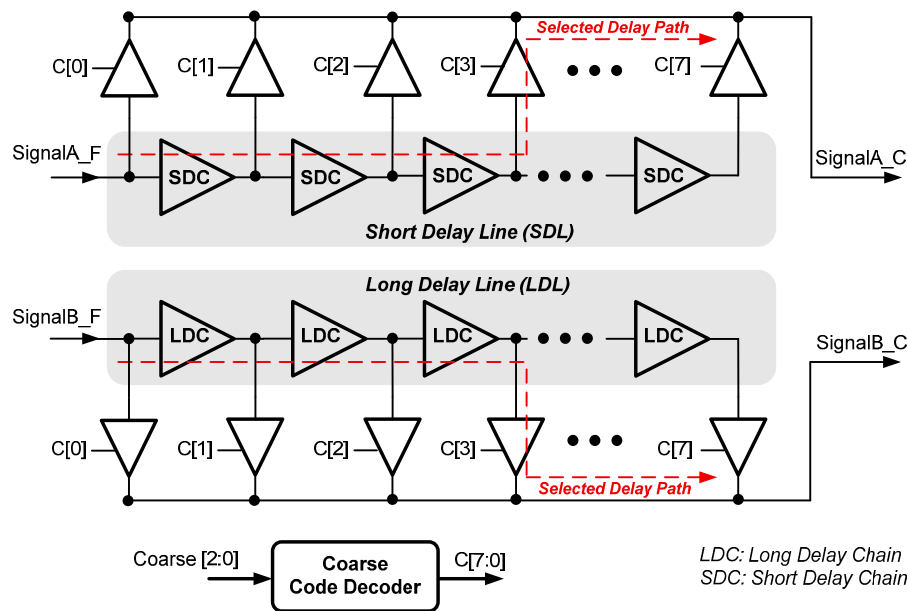 Selected Delay Path
C[0]
C[1]
C[2]
C[3]
C[7]
SignalA_F
SDC
SDC
SDC
SDC
SignalA_C
Short Delay Line (SDL)
Long Delay Line (LDL)
SignalB_F
LDC
LDC
LDC
LDC
SignalB_C
C[0]
C[1]
C[2]
C[3]
C[7]
Selected Delay Path
Coarse [2:0]
Coarse
Code Decoder
C[7:0]
LDC: Long Delay Chain
SDC: Short Delay Chain